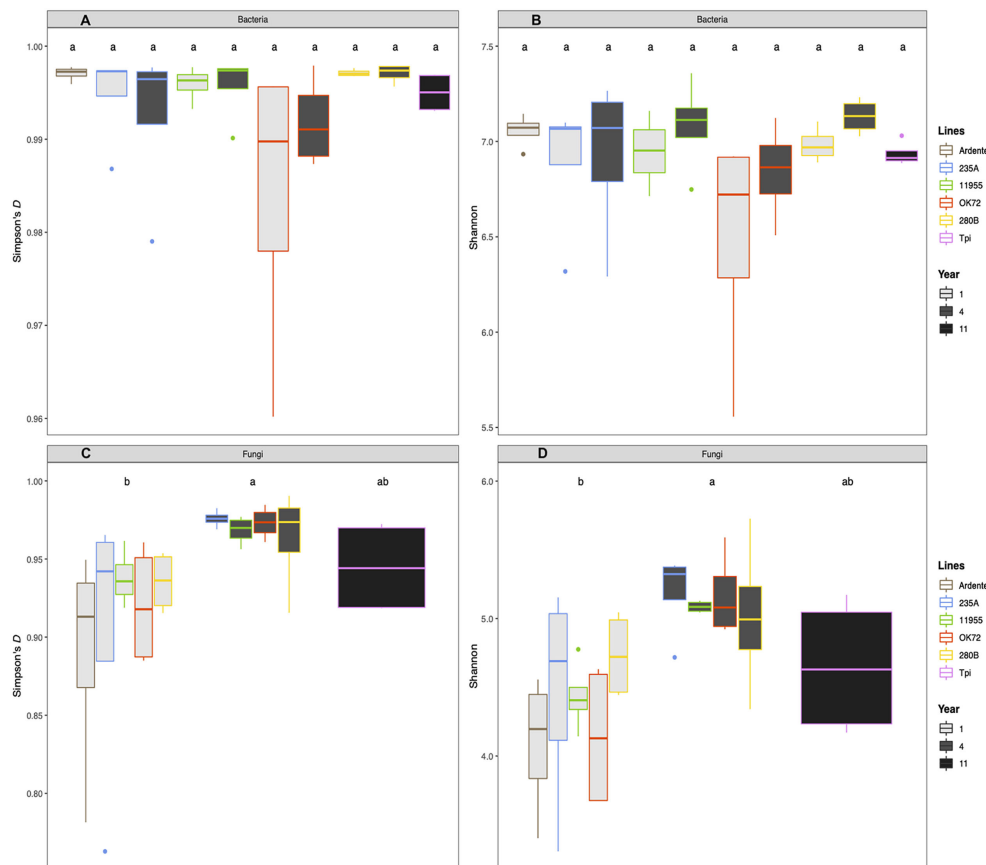 A Bacteria
B Bacteria
a a a a a a a a a a
a a a a a a a a a a
Simpson's D
1.00
0.99
0.98
0.97
0.96
Shannon
7.5
7.0
6.5
6.0
5.5
Lines
Ardente
235A
11955
OK72
280B
Tpi
Year
1
4
11
C Fungi
D Fungi
b a ab
b a ab
Simpson's D
1.00
0.95
0.90
0.85
0.80
Shannon
6.0
5.0
4.0
Lines
Ardente
235A
11955
OK72
280B
Tpi
Year
1
4
11